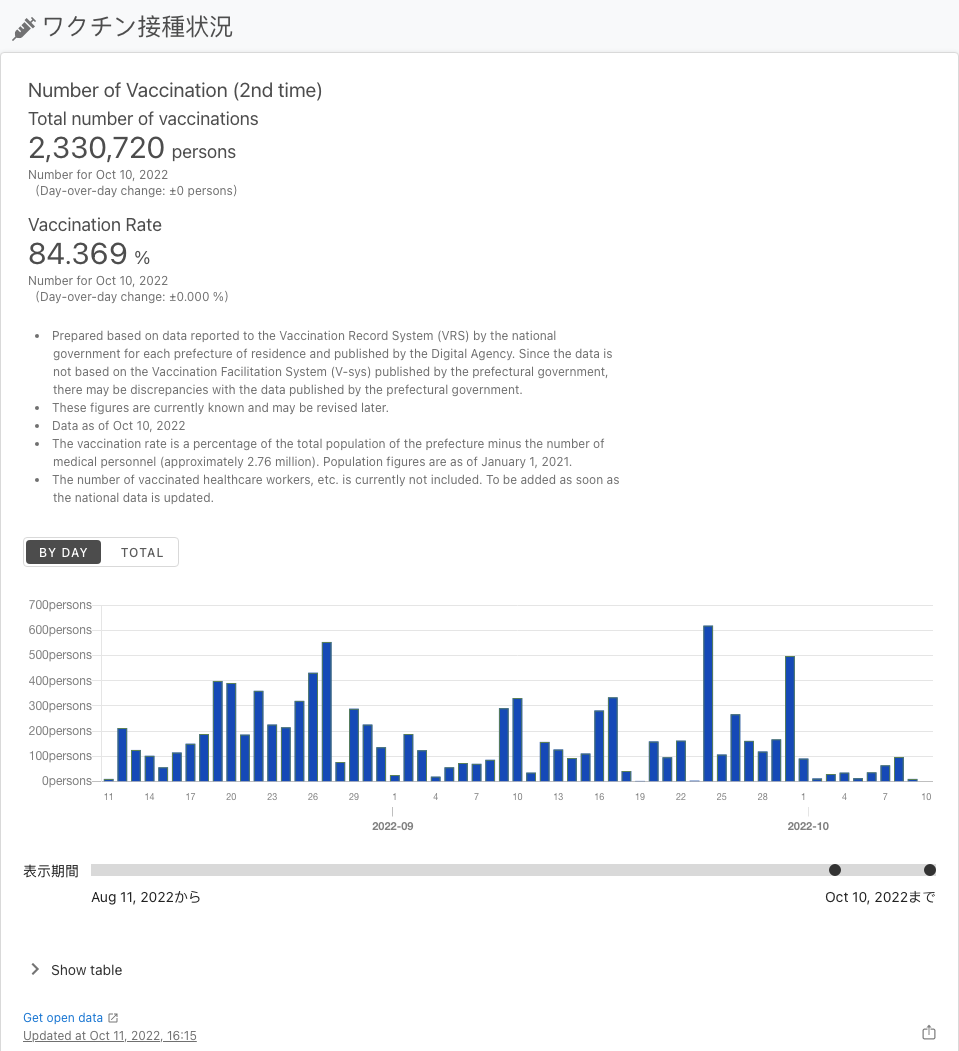 ワクチン接種状況
Number of Vaccination (2nd time)
Total number of vaccinations
2,330,720 persons
Number for Oct 10, 2022
(Day-over-day change: ±0 persons)
Vaccination Rate
84.369 %
Number for Oct 10, 2022
(Day-over-day change: ±0.000 %)
• Prepared based on data reported to the Vaccination Record System (VRS) by the national
government for each prefecture of residence and published by the Digital Agency. Since the data is
not based on the Vaccination Facilitation System (V-sys) published by the prefectural government,
there may be discrepancies with the data published by the prefectural government.
• These figures are currently known and may be revised later.
• Data as of Oct 10, 2022
• The vaccination rate is a percentage of the total population of the prefecture minus the number of
medical personnel (approximately 2.76 million). Population figures are as of January 1, 2021.
• The number of vaccinated healthcare workers, etc. is currently not included. To be added as soon as
the national data is updated.
BY DAY TOTAL
700persons
600persons
500persons
400persons
300persons
200persons
100persons
0persons
11 14 17 20 23 26 29 1 4 7 10 13 16 19 22 25 28 1 4 7 10
2022-09 2022-10
表示期間
Aug 11, 2022から Oct 10, 2022まで
Show table
Get open data
Updated at Oct 11, 2022, 16:15